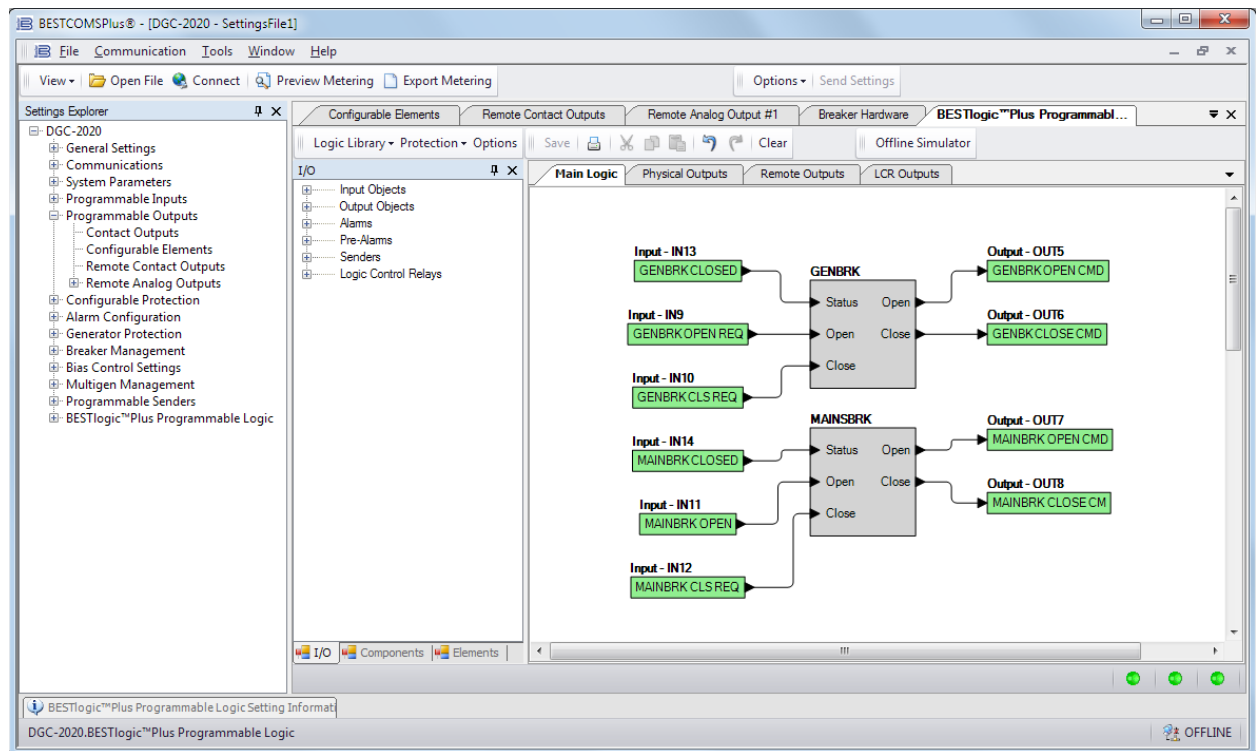 BESTCOMSPlus® - [DGC-2020 - SettingsFile1]
File Communication Tools Window Help
View Open File Connect Preview Metering Export Metering Options Send Settings
Settings Explorer
DGC-2020
General Settings
Communications
System Parameters
Programmable Inputs
Programmable Outputs
Contact Outputs
Configurable Elements
Remote Contact Outputs
Remote Analog Outputs
Configurable Protection
Alarm Configuration
Generator Protection
Breaker Management
Bias Control Settings
Multigen Management
Programmable Senders
BESTlogic™Plus Programmable Logic
Configurable Elements Remote Contact Outputs Remote Analog Output #1 Breaker Hardware BESTlogic™Plus Programmabl...
Logic Library Protection Options Save Clear Offline Simulator
I/O
Input Objects
Output Objects
Alarms
Pre-Alarms
Senders
Logic Control Relays
I/O Components Elements
Main Logic Physical Outputs Remote Outputs LCR Outputs
Input - IN13
GENBRK CLOSED
Input - IN9
GENBRK OPEN REQ
Input - IN10
GENBRK CLS REQ
GENBRK
Status Open
Open Close
Close
Output - OUT5
GENBRK OPEN CMD
Output - OUT6
GENBK CLOSE CMD
Input - IN14
MAINBRK CLOSED
Input - IN11
MAINBRK OPEN
Input - IN12
MAINBRK CLS REQ
MAINSBRK
Status Open
Open Close
Close
Output - OUT7
MAINBRK OPEN CMD
Output - OUT8
MAINBRK CLOSE CM
BESTlogic™Plus Programmable Logic Setting Informati
DGC-2020.BESTlogic™Plus Programmable Logic
OFFLINE